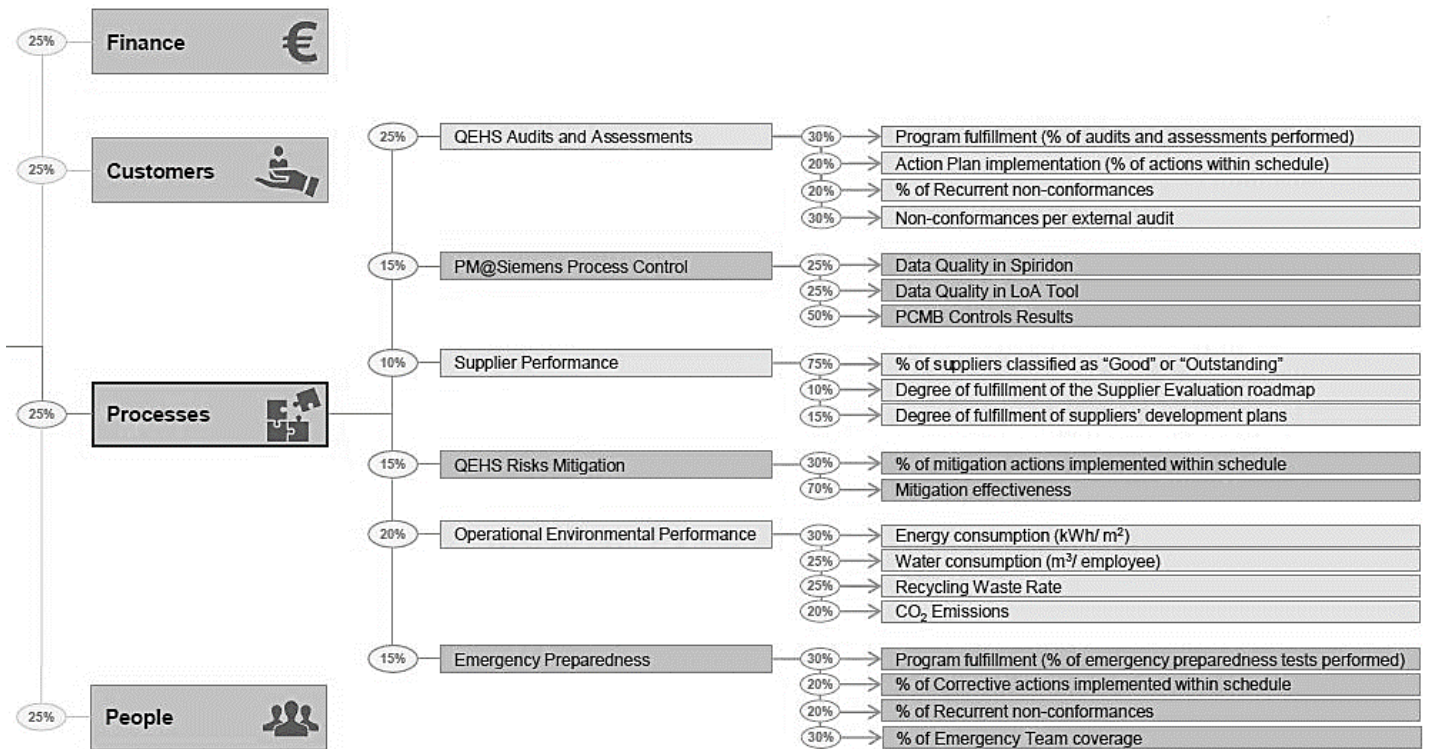 25% Finance €
25% Customers
25% Processes
25% People
25% QEHS Audits and Assessments
30% Program fulfillment (% of audits and assessments performed)
20% Action Plan implementation (% of actions within schedule)
20% % of Recurrent non-conformances
30% Non-conformances per external audit
15% PM@Siemens Process Control
25% Data Quality in Spiridon
25% Data Quality in LoA Tool
50% PCMB Controls Results
10% Supplier Performance
75% % of suppliers classified as “Good” or “Outstanding”
10% Degree of fulfillment of the Supplier Evaluation roadmap
15% Degree of fulfillment of suppliers’ development plans
15% QEHS Risks Mitigation
30% % of mitigation actions implemented within schedule
70% Mitigation effectiveness
20% Operational Environmental Performance
30% Energy consumption (kWh/ m²)
25% Water consumption (m³/ employee)
25% Recycling Waste Rate
20% CO₂ Emissions
15% Emergency Preparedness
30% Program fulfillment (% of emergency preparedness tests performed)
20% % of Corrective actions implemented within schedule
20% % of Recurrent non-conformances
30% % of Emergency Team coverage